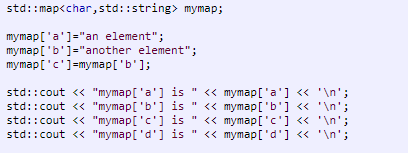 std::map<char,std::string> mymap;
mymap['a']="an element";
mymap['b']="another element";
mymap['c']=mymap['b'];
std::cout << "mymap['a'] is " << mymap['a'] << '\n';
std::cout << "mymap['b'] is " << mymap['b'] << '\n';
std::cout << "mymap['c'] is " << mymap['c'] << '\n';
std::cout << "mymap['d'] is " << mymap['d'] << '\n';